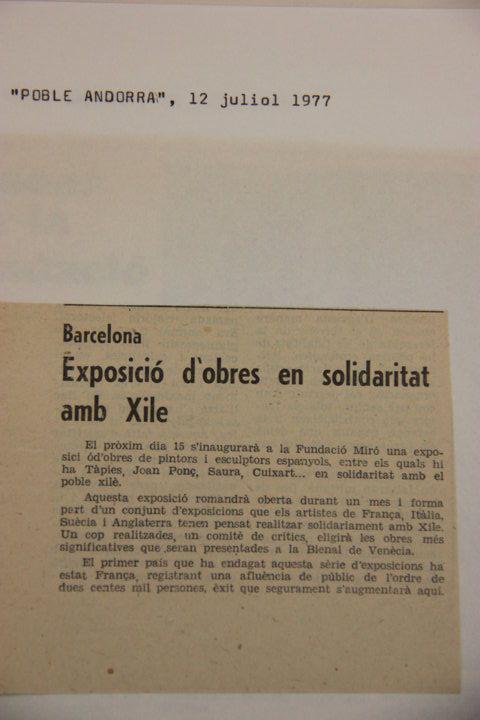 "POBLE ANDORRA", 12 juliol 1977
Barcelona
Exposició d'obres en solidaritat
amb Xile
El pròxim dia 15 s'inaugurarà a la Fundació Miró una expo-
sici ód'obres de pintors i esculptors espanyols, entre els quals hi
ha Tàpies, Joan Ponç, Saura, Cuixart... en solidaritat amb el
poble xilè.
Aquesta exposició romandrà oberta durant un mes i forma
part d'un conjunt d'exposicions que els artistes de França, Itàlia,
Suècia i Anglaterra tenen pensat realitzar solidariament amb Xile.
Un cop realitzades, un comitè de crítics, eligirà les obres més
significatives que seran presentades a la Bienal de Venècia.
El primer país que ha endagat aquesta sèrie d'exposicions ha
estat França, registrant una afluència de públic de l'ordre de
dues centes mil persones, èxit que segurament s'augmentarà aquí.